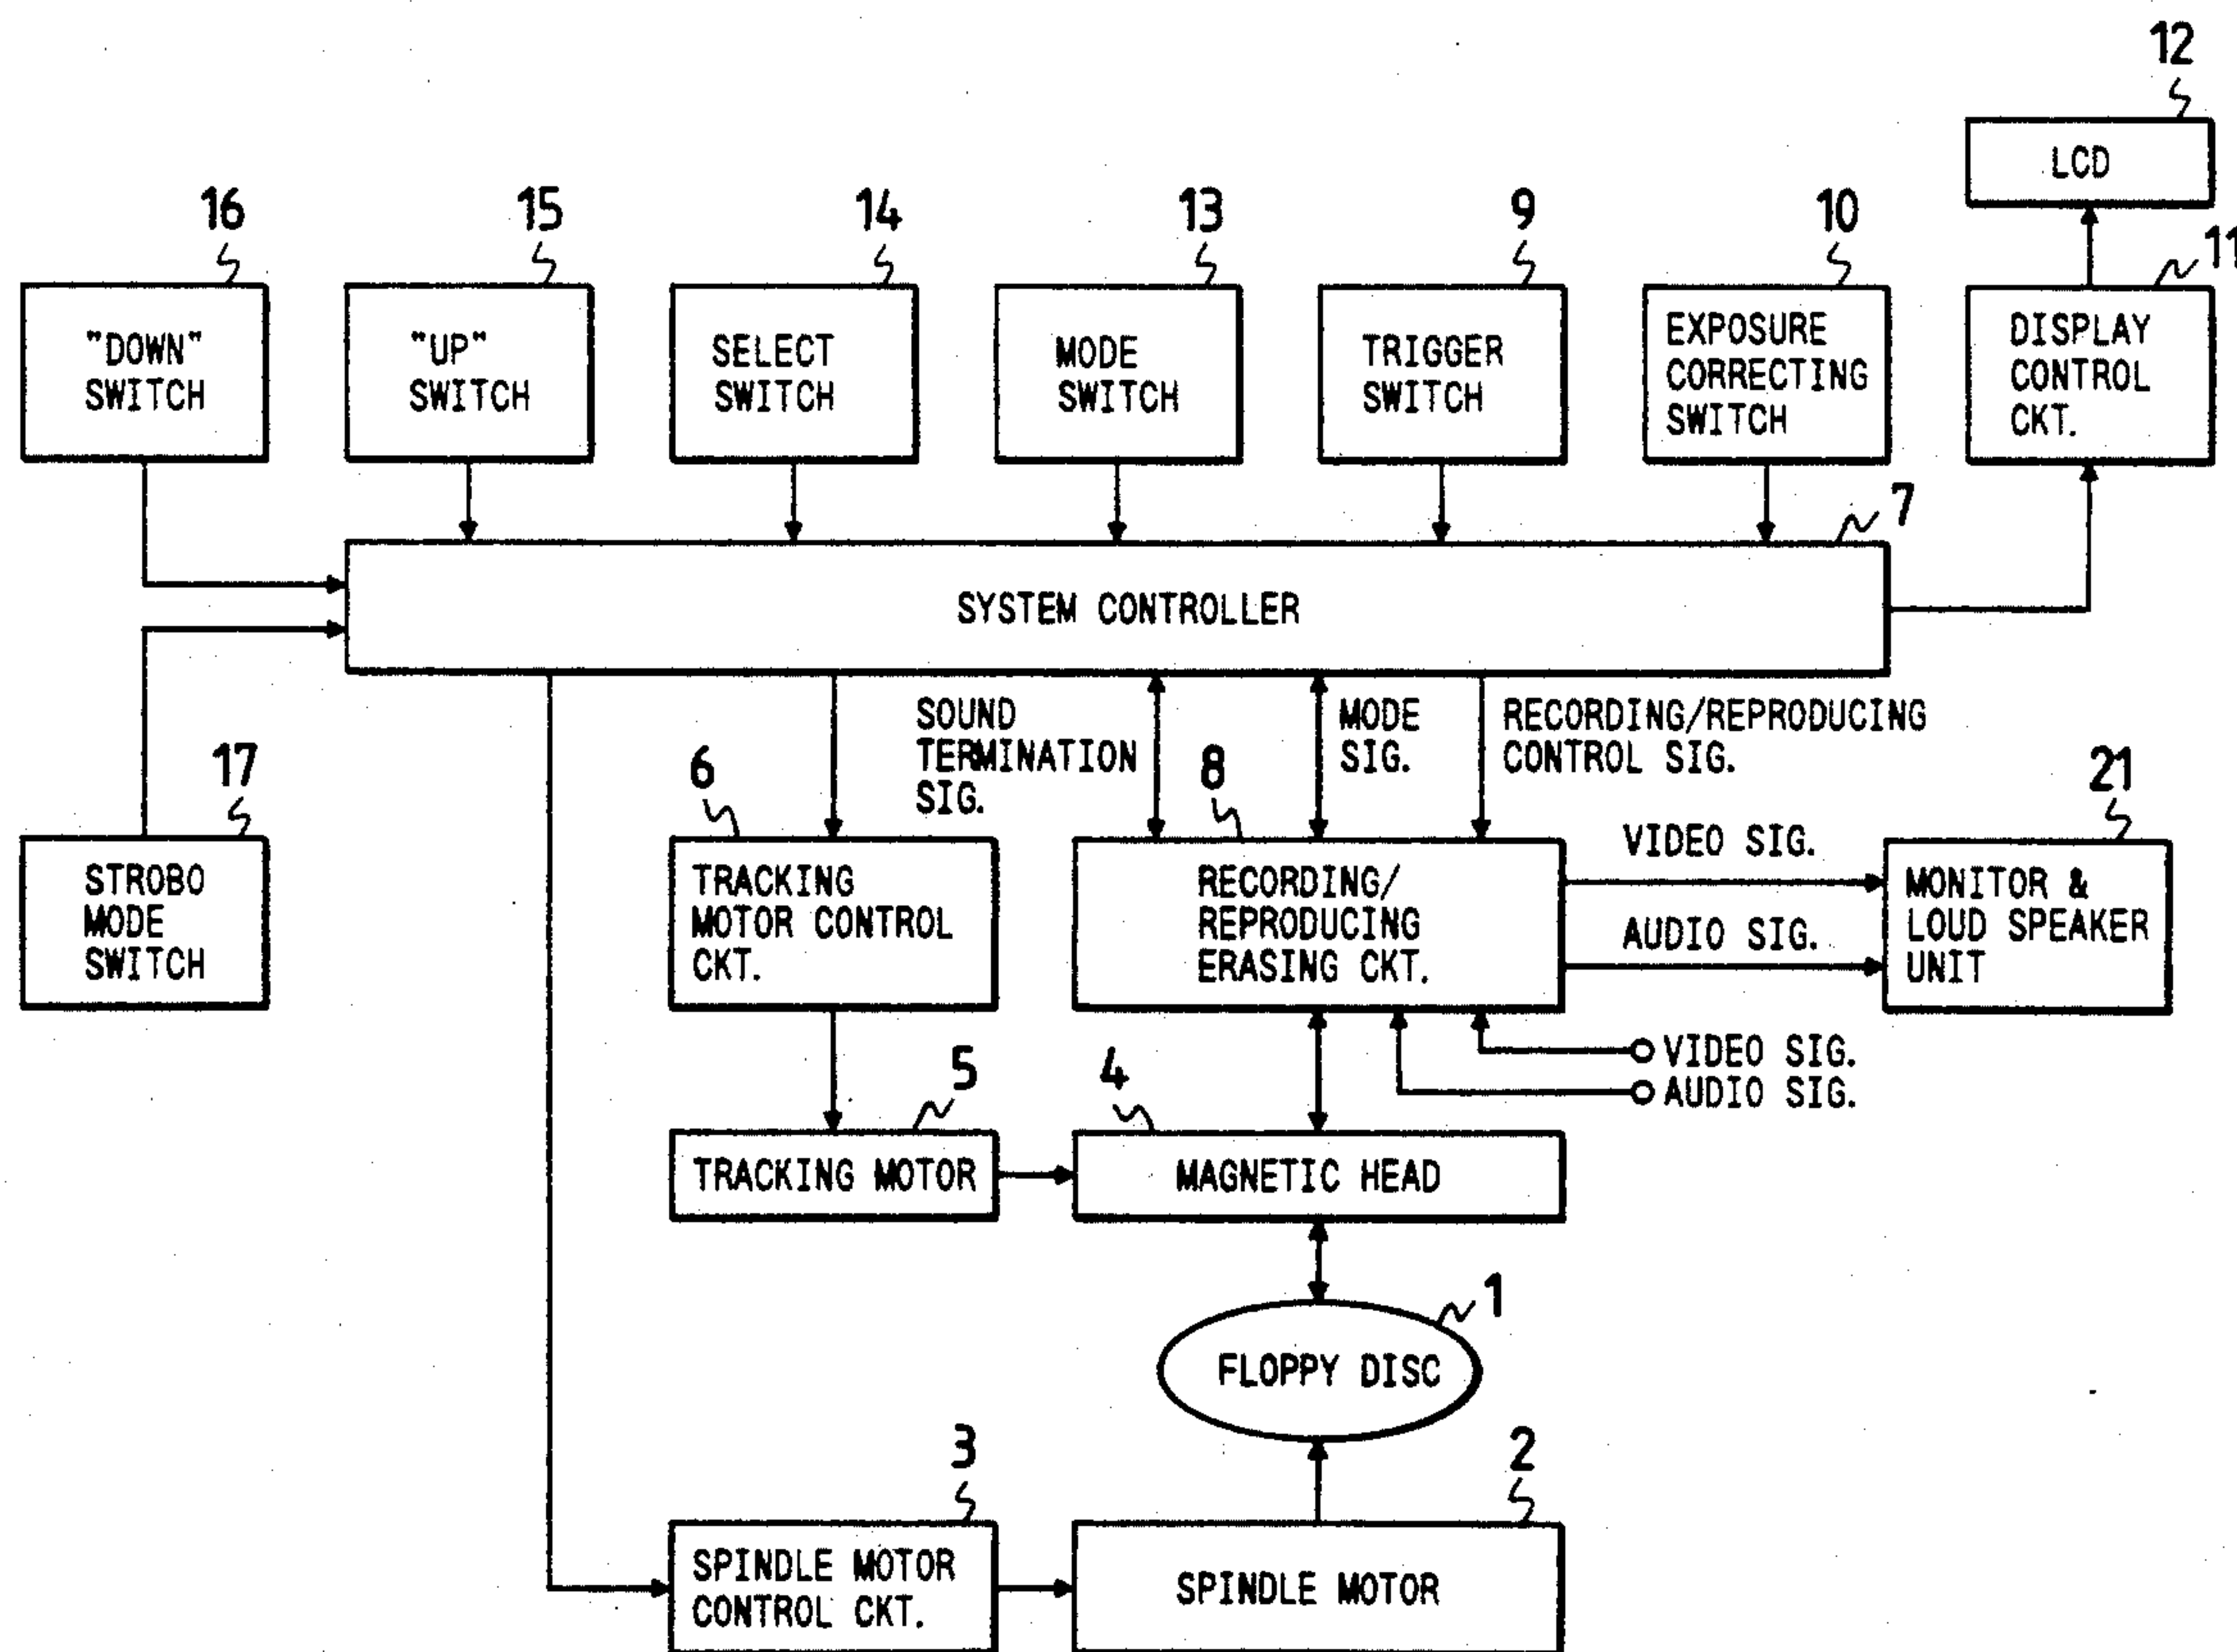 12
LCD
16
15
14
13
9
10
11
"DOWN"
SWITCH
"UP"
SWITCH
SELECT
SWITCH
MODE
SWITCH
TRIGGER
SWITCH
EXPOSURE
CORRECTING
SWITCH
DISPLAY
CONTROL
CKT.
7
SYSTEM CONTROLLER
SOUND
TERMINATION
SIG.
MODE
SIG.
RECORDING/REPRODUCING
CONTROL SIG.
17
6
8
21
STROBO
MODE
SWITCH
TRACKING
MOTOR CONTROL
CKT.
RECORDING/
REPRODUCING
ERASING CKT.
VIDEO SIG.
AUDIO SIG.
MONITOR &
LOUD SPEAKER
UNIT
VIDEO SIG.
AUDIO SIG.
5
4
TRACKING MOTOR
MAGNETIC HEAD
1
FLOPPY DISC
3
2
SPINDLE MOTOR
CONTROL CKT.
SPINDLE MOTOR